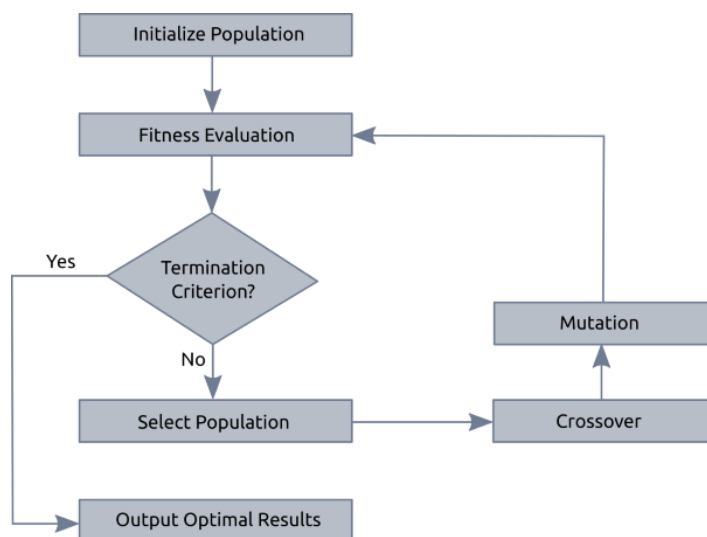 Initialize Population
Fitness Evaluation
Yes
Termination
Criterion?
No
Mutation
Select Population
Crossover
Output Optimal Results